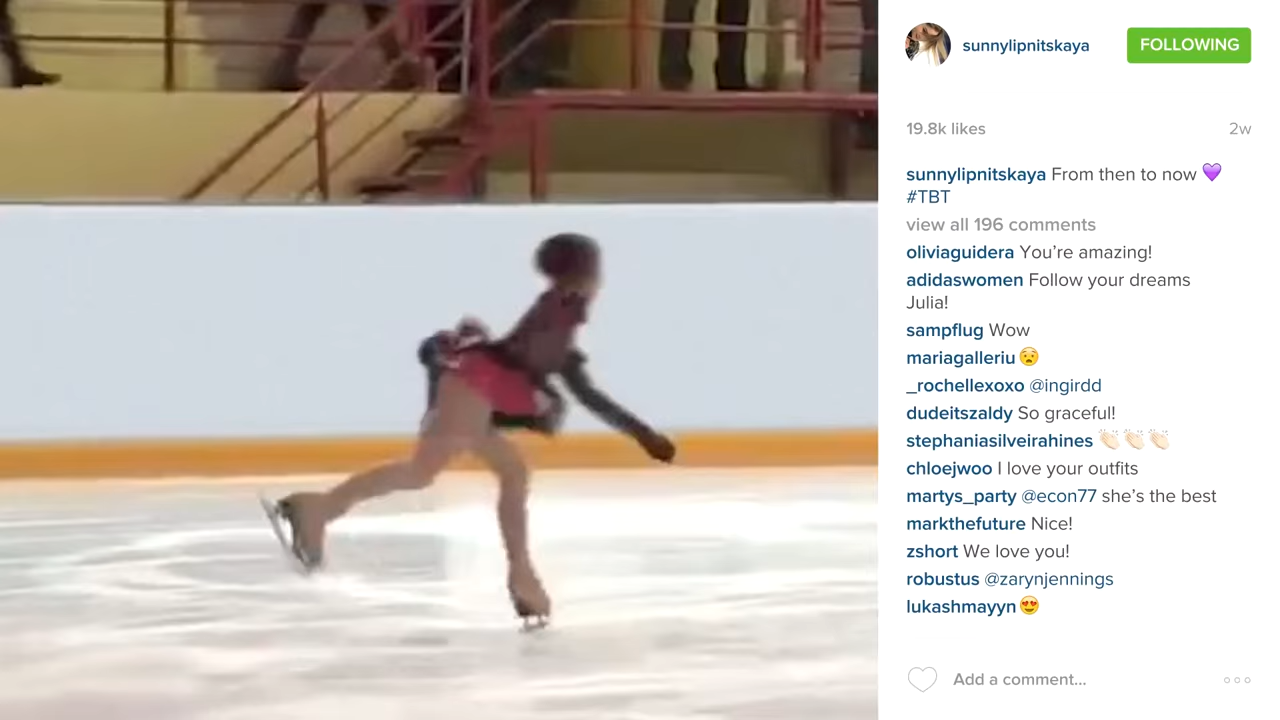 sunnylipnitskaya
FOLLOWING
19.8k likes
2w
sunnylipnitskaya From then to now 💜
#TBT
view all 196 comments
oliviaguidera You’re amazing!
adidaswomen Follow your dreams
Julia!
sampflug Wow
mariagalleriu 😟
_rochellexoxo @ingirdd
dudeitszaldy So graceful!
stephaniasilveirahines 👏🏻👏🏻👏🏻
chloejwoo I love your outfits
martys_party @econ77 she’s the best
markthefuture Nice!
zshort We love you!
robustus @zarynjennings
lukashmayyn 😍
Add a comment...